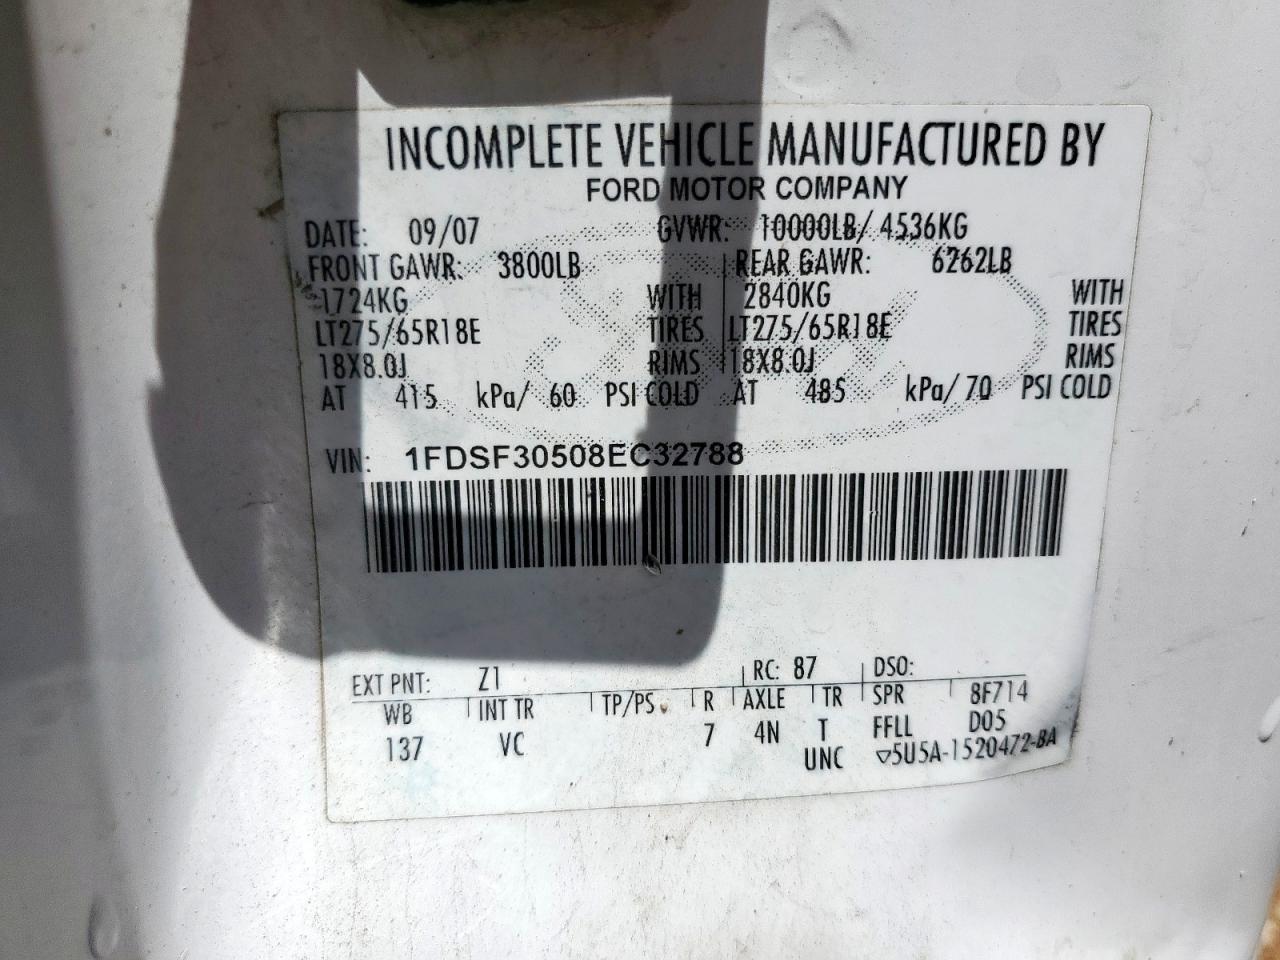 INCOMPLETE VEHICLE MANUFACTURED BY
FORD MOTOR COMPANY
DATE: 09/07 GVWR: 10000LB/ 4536KG
FRONT GAWR: 3800LB REAR GAWR: 6262LB
1724KG WITH 2840KG WITH
LT275/65R18E TIRES LT275/65R18E TIRES
18X8.0J RIMS 18X8.0J RIMS
AT 415 kPa/ 60 PSI COLD AT 485 kPa/ 70 PSI COLD
VIN: 1FDSF30508EC32788
EXT PNT: Z1 RC: 87 DSO:
WB INT TR TP/PS R AXLE TR SPR 8F714
137 VC 7 4N T FFLL D05
UNC ▽5U5A-1520472-BA